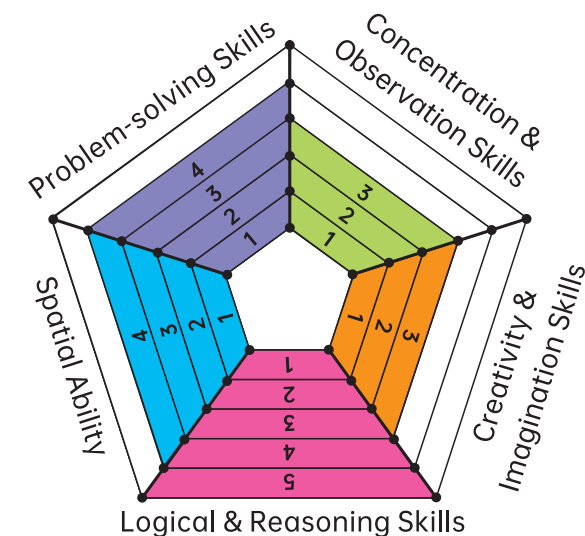 Problem-solving Skills
4
3
2
1
Concentration &
Observation Skills
3
2
1
Creativity &
Imagination Skills
1
2
3
Spatial Ability
4
3
2
1
1
2
3
4
5
Logical & Reasoning Skills